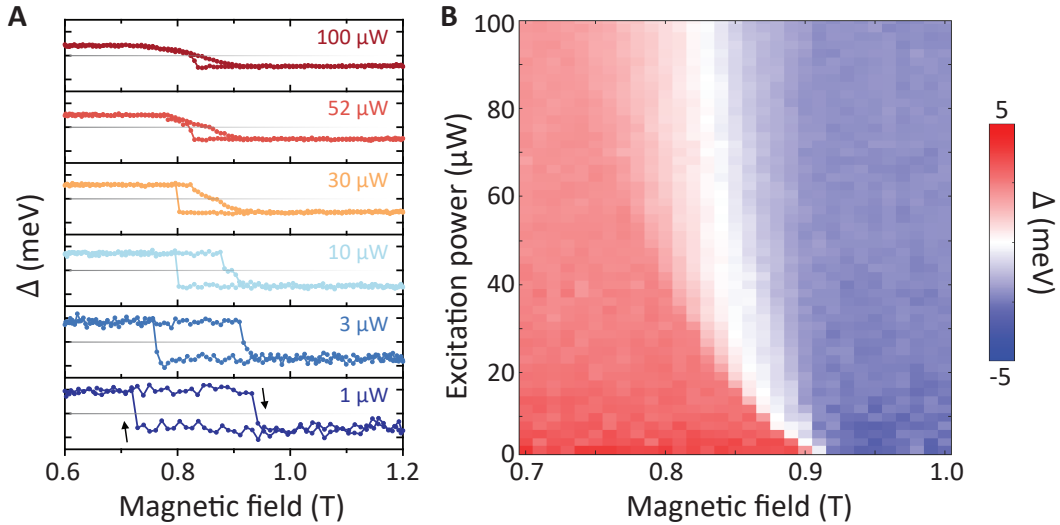 A
100 μW
52 μW
30 μW
10 μW
3 μW
1 μW
Δ (meV)
0.6 0.8 1.0 1.2
Magnetic field (T)
B
100
80
60
40
20
0
Excitation power (μW)
0.7 0.8 0.9 1.0
Magnetic field (T)
5
-5
Δ (meV)